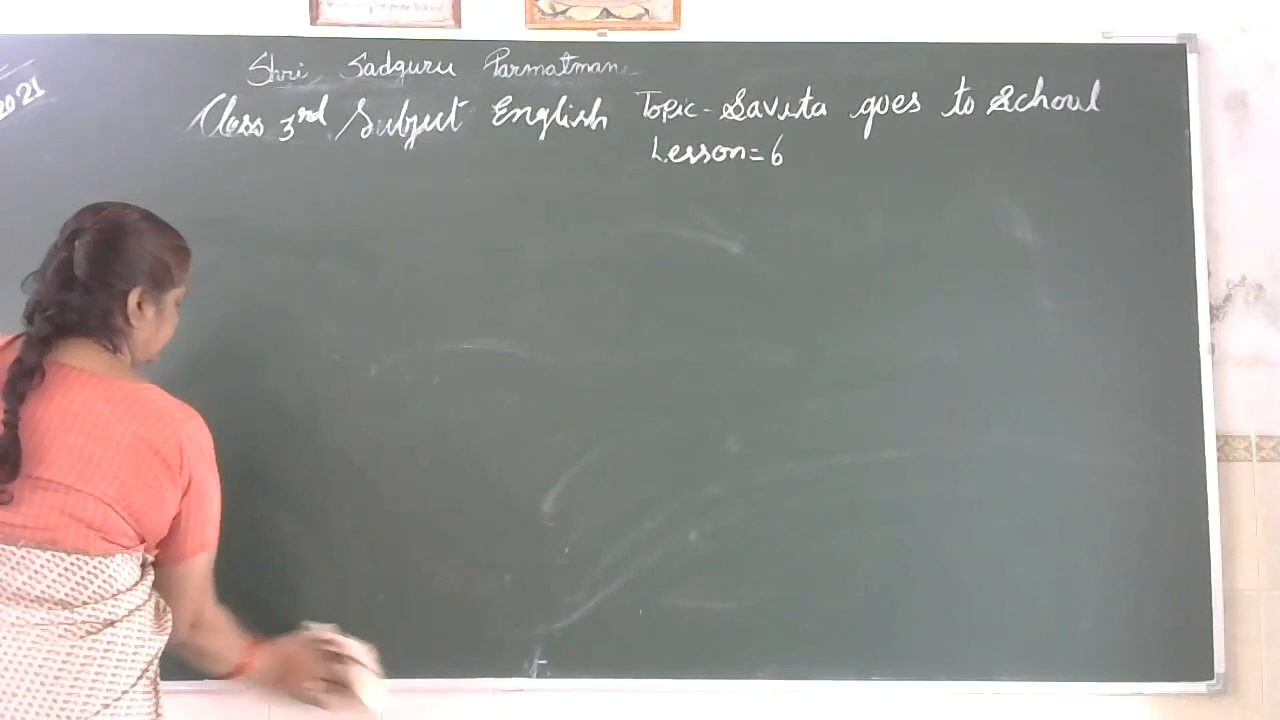 Shri Sadguru Parmatman
2021
Class 3rd Subject English Topic - Savita goes to School
Lesson = 6